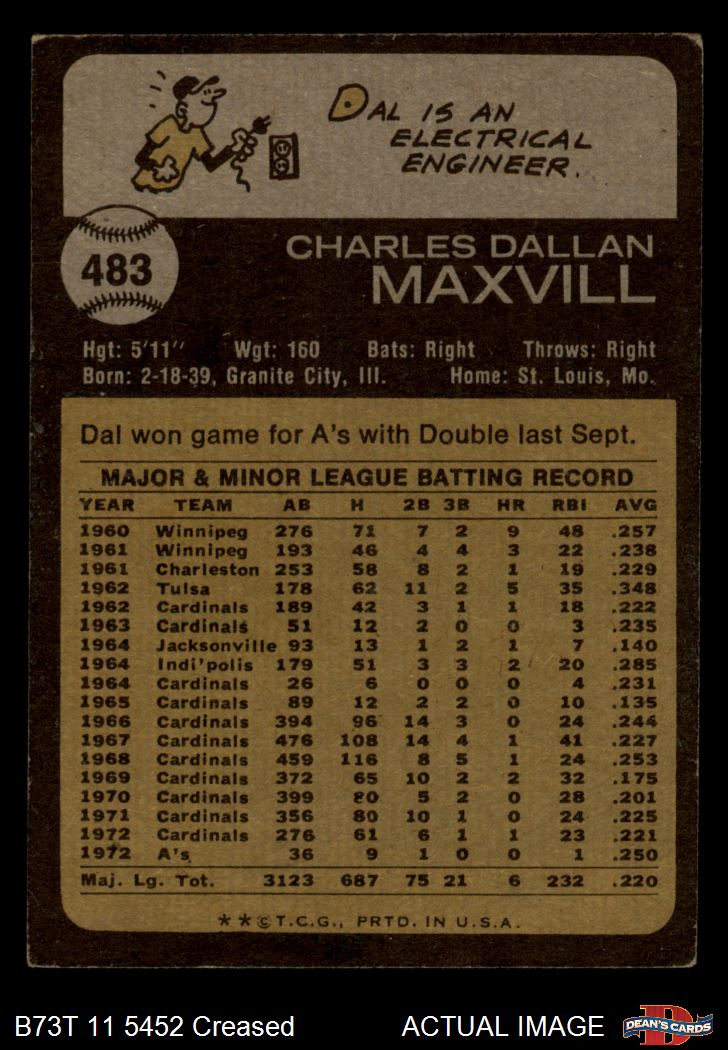 DAL IS AN
ELECTRICAL
ENGINEER.
483
CHARLES DALLAN
MAXVILL
Hgt: 5'11" Wgt: 160 Bats: Right Throws: Right
Born: 2-18-39, Granite City, Ill. Home: St. Louis, Mo.
Dal won game for A's with Double last Sept.
MAJOR & MINOR LEAGUE BATTING RECORD
YEAR TEAM AB H 2B 3B HR RBI AVG
1960 Winnipeg 276 71 7 2 9 48 .257
1961 Winnipeg 193 46 4 4 3 22 .238
1961 Charleston 253 58 8 2 1 19 .229
1962 Tulsa 178 62 11 2 5 35 .348
1962 Cardinals 189 42 3 1 1 18 .222
1963 Cardinals 51 12 2 0 0 3 .235
1964 Jacksonville 93 13 1 2 1 7 .140
1964 Indi'polis 179 51 3 3 2 20 .285
1964 Cardinals 26 6 0 0 0 4 .231
1965 Cardinals 89 12 2 2 0 10 .135
1966 Cardinals 394 96 14 3 0 24 .244
1967 Cardinals 476 108 14 4 1 41 .227
1968 Cardinals 459 116 8 5 1 24 .253
1969 Cardinals 372 65 10 2 2 32 .175
1970 Cardinals 399 80 5 2 0 28 .201
1971 Cardinals 356 80 10 1 0 24 .225
1972 Cardinals 276 61 6 1 1 23 .221
1972 A's 36 9 1 0 0 1 .250
Maj. Lg. Tot. 3123 687 75 21 6 232 .220
**©T.C.G., PRTD. IN U.S.A.
B73T 11 5452 Creased ACTUAL IMAGE DEAN'S CARDS